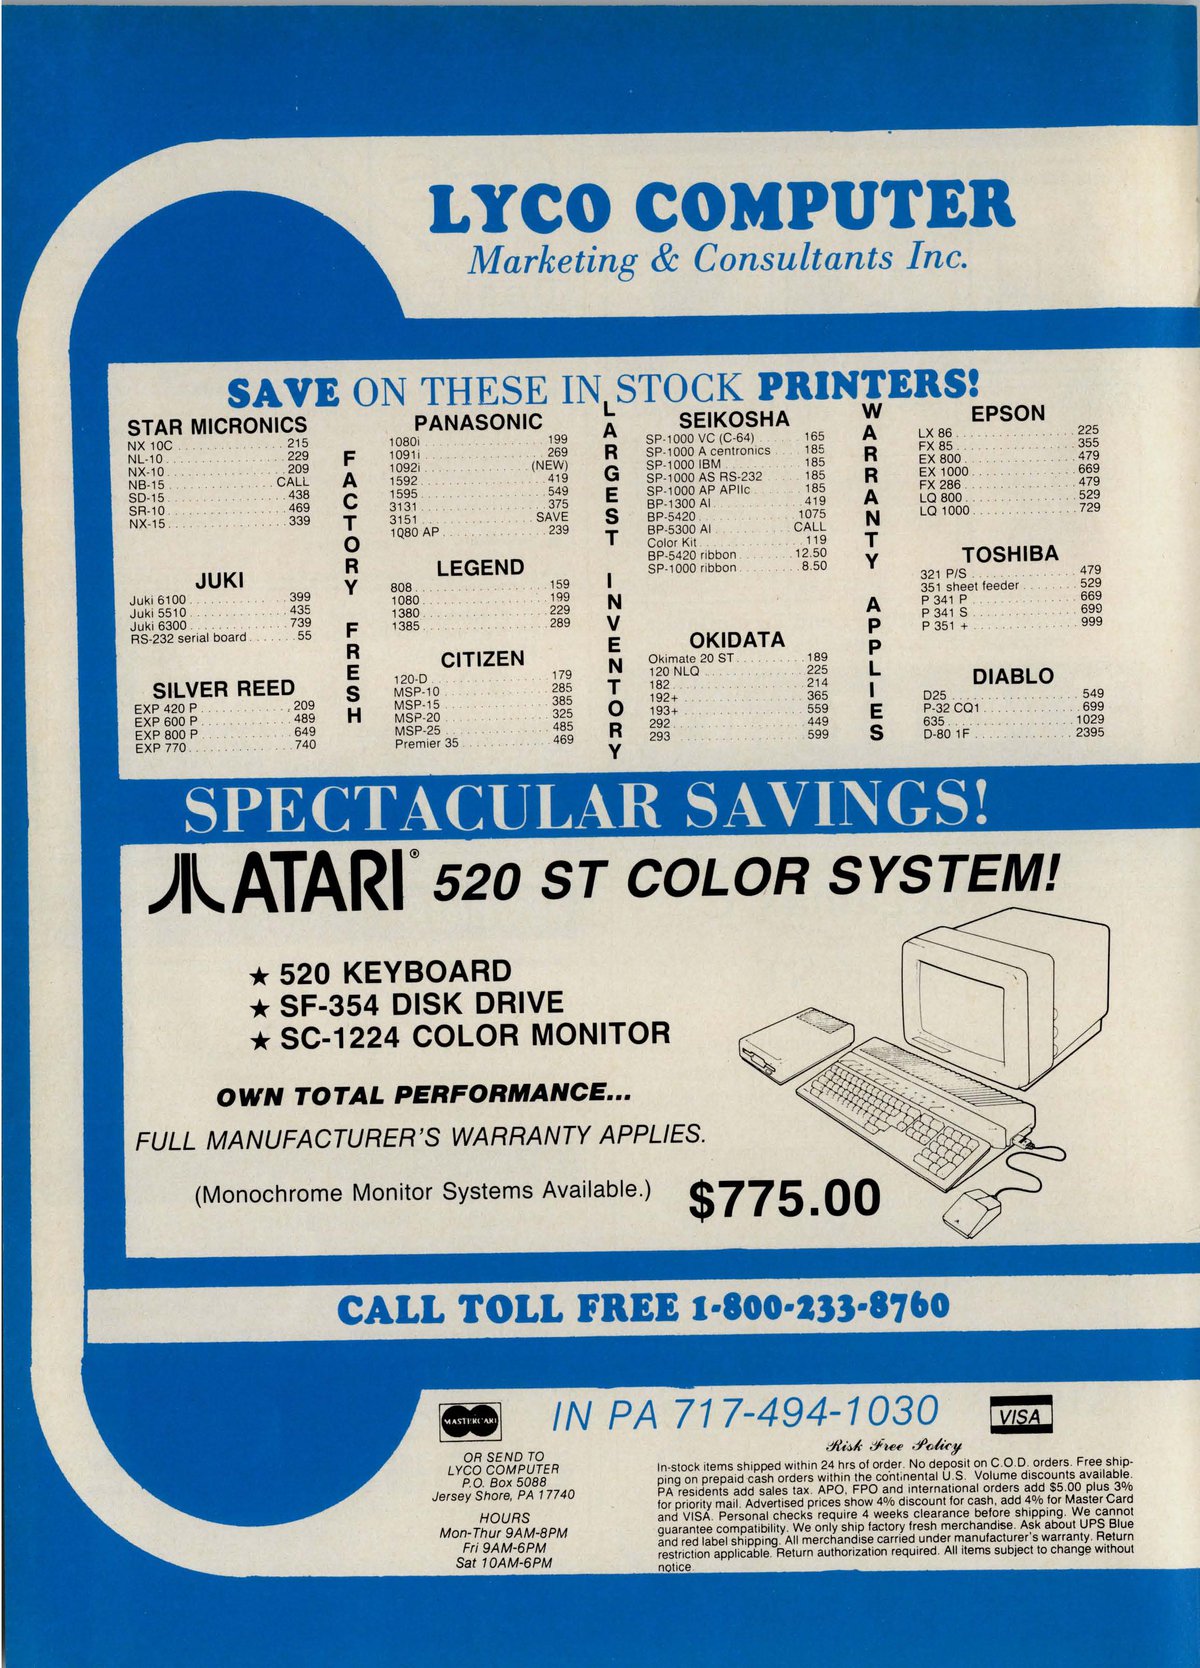 LYCO COMPUTER
Marketing & Consultants Inc.
SAVE ON THESE IN STOCK PRINTERS!
STAR MICRONICS
NX 10C 215
NL-10 229
NX-10 209
NB-15 CALL
SD-15 438
SR-10 469
NX-15 339
JUKI
Juki 6100 399
Juki 5510 435
Juki 6300 739
RS-232 serial board 55
SILVER REED
EXP 420 P 209
EXP 600 P 489
EXP 800 P 649
EXP 770 740
FACTORY FRESH
PANASONIC
1080i 199
1091i 269
1092i (NEW)
1592 419
1595 549
3131 375
3151 SAVE
1080 AP 239
LEGEND
808 159
1080 199
1380 229
1385 289
CITIZEN
120-D 179
MSP-10 285
MSP-15 385
MSP-20 325
MSP-25 485
Premier 35 469
LARGEST INVENTORY
SEIKOSHA
SP-1000 VC (C-64) 165
SP-1000 A centronics 185
SP-1000 IBM 185
SP-1000 AS RS-232 185
SP-1000 AP APIIc 185
BP-1300 AI 419
BP-5420 1075
BP-5300 AI CALL
Color Kit 119
BP-5420 ribbon 12.50
SP-1000 ribbon 8.50
OKIDATA
Okimate 20 ST 189
120 NLQ 225
182 214
192+ 365
193+ 559
292 449
293 599
WARRANTY APPLIES
EPSON
LX 86 225
FX 85 355
EX 800 479
EX 1000 669
FX 286 479
LQ 800 529
LQ 1000 729
TOSHIBA
321 P/S 479
351 sheet feeder 529
P 341 P 669
P 341 S 699
P 351 + 999
DIABLO
D25 549
P-32 CQ1 699
635 1029
D-80 1F 2395
SPECTACULAR SAVINGS!
ATARI® 520 ST COLOR SYSTEM!
★ 520 KEYBOARD
★ SF-354 DISK DRIVE
★ SC-1224 COLOR MONITOR
OWN TOTAL PERFORMANCE...
FULL MANUFACTURER'S WARRANTY APPLIES.
(Monochrome Monitor Systems Available.)
$775.00
CALL TOLL FREE 1-800-233-8760
MASTERCARD
IN PA 717-494-1030
VISA
OR SEND TO
LYCO COMPUTER
P.O. Box 5088
Jersey Shore, PA 17740
HOURS
Mon-Thur 9AM-8PM
Fri 9AM-6PM
Sat 10AM-6PM
Risk Free Policy
In-stock items shipped within 24 hrs of order. No deposit on C.O.D. orders. Free ship-
ping on prepaid cash orders within the continental U.S. Volume discounts available.
PA residents add sales tax. APO, FPO and international orders add $5.00 plus 3%
for priority mail. Advertised prices show 4% discount for cash, add 4% for Master Card
and VISA. Personal checks require 4 weeks clearance before shipping. We cannot
guarantee compatibility. We only ship factory fresh merchandise. Ask about UPS Blue
and red label shipping. All merchandise carried under manufacturer's warranty. Return
restriction applicable. Return authorization required. All items subject to change without
notice.